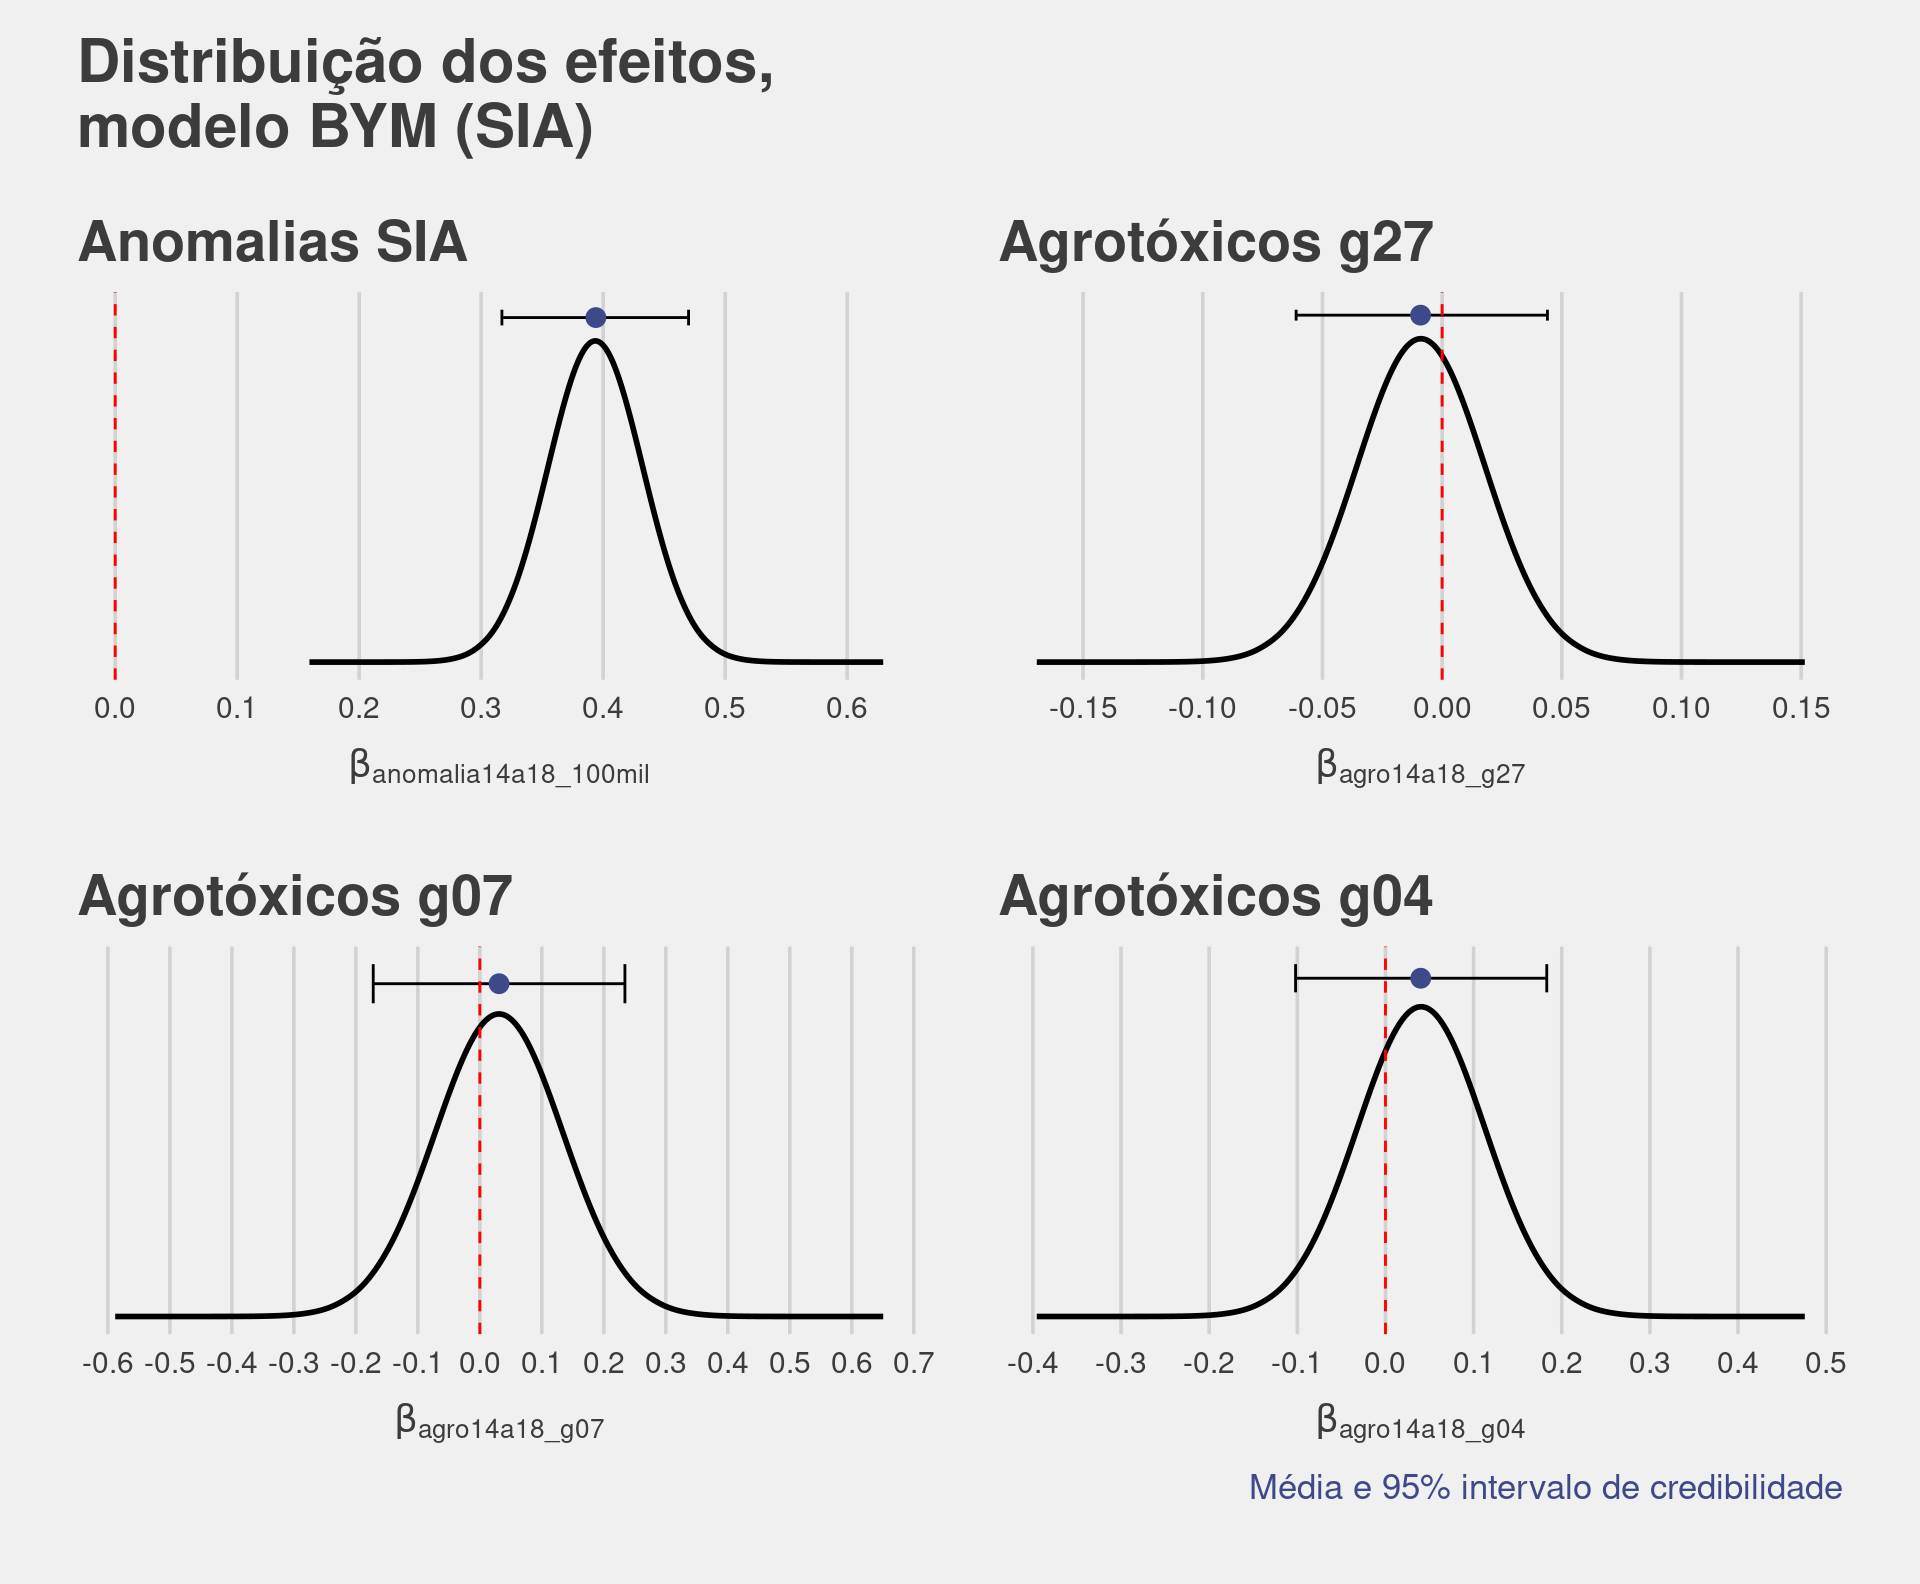 Distribuição dos efeitos,
modelo BYM (SIA)
Anomalias SIA
0.0 0.1 0.2 0.3 0.4 0.5 0.6
βanomalia14a18_100mil
Agrotóxicos g27
-0.15 -0.10 -0.05 0.00 0.05 0.10 0.15
βagro14a18_g27
Agrotóxicos g07
-0.6 -0.5 -0.4 -0.3 -0.2 -0.1 0.0 0.1 0.2 0.3 0.4 0.5 0.6 0.7
βagro14a18_g07
Agrotóxicos g04
-0.4 -0.3 -0.2 -0.1 0.0 0.1 0.2 0.3 0.4 0.5
βagro14a18_g04
Média e 95% intervalo de credibilidade